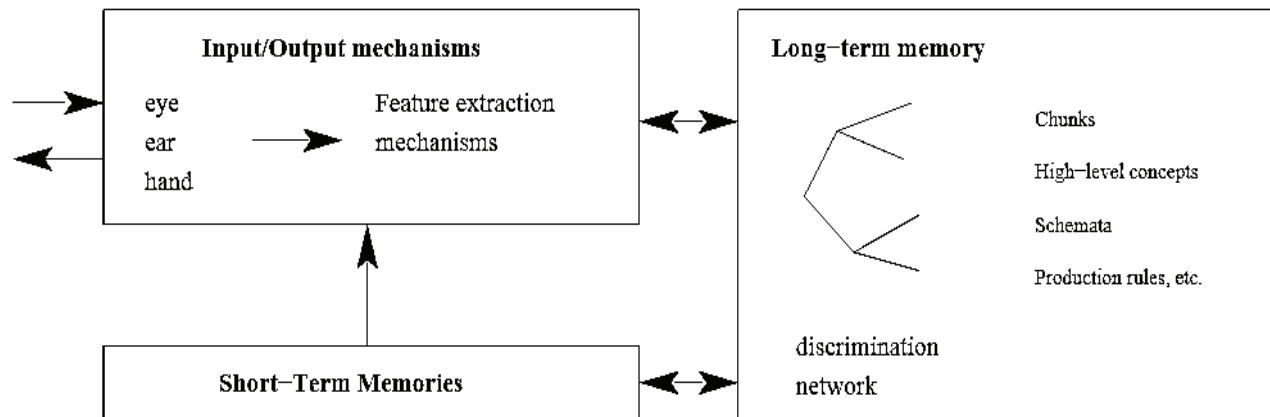 Input/Output mechanisms
eye
ear
hand
Feature extraction
mechanisms
Long-term memory
Chunks
High-level concepts
Schemata
Production rules, etc.
discrimination
network
Short-Term Memories